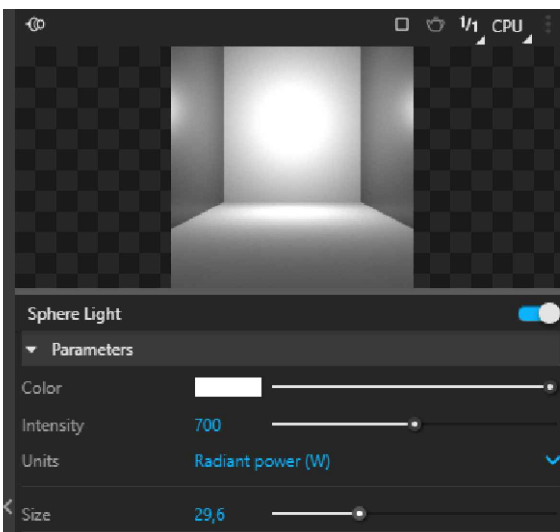 1/1 CPU
Sphere Light
Parameters
Color
Intensity 700
Units Radiant power (W)
Size 29,6